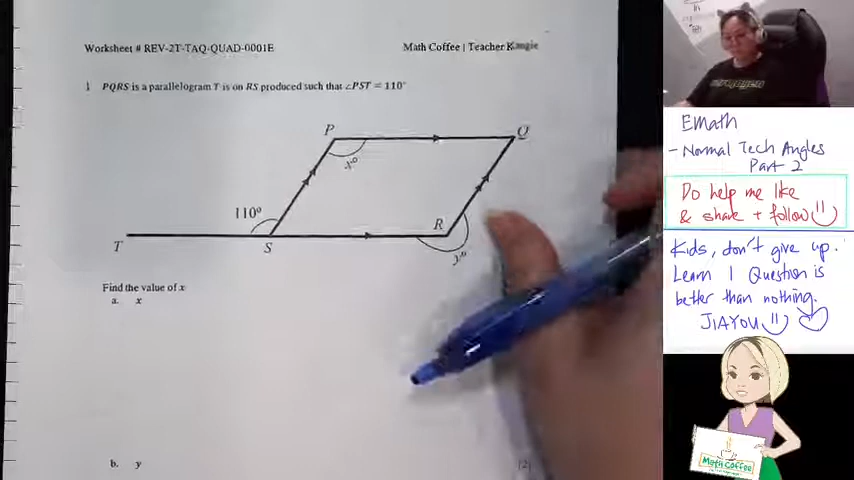 Worksheet # REV-2T-TAQ-QUAD-0001E
Math Coffee | Teacher Kangie
1 PQRS is a parallelogram T is on RS produced such that ∠PST = 110°
P
Q
x°
110°
R
T
S
y°
Find the value of x
a. x
b. y
[2]
EMath
- Normal Tech Angles
Part 2
Do help me like
& share + follow
Kids, don't give up.
Learn 1 Question is
better than nothing.
JIAYOU
Math Coffee